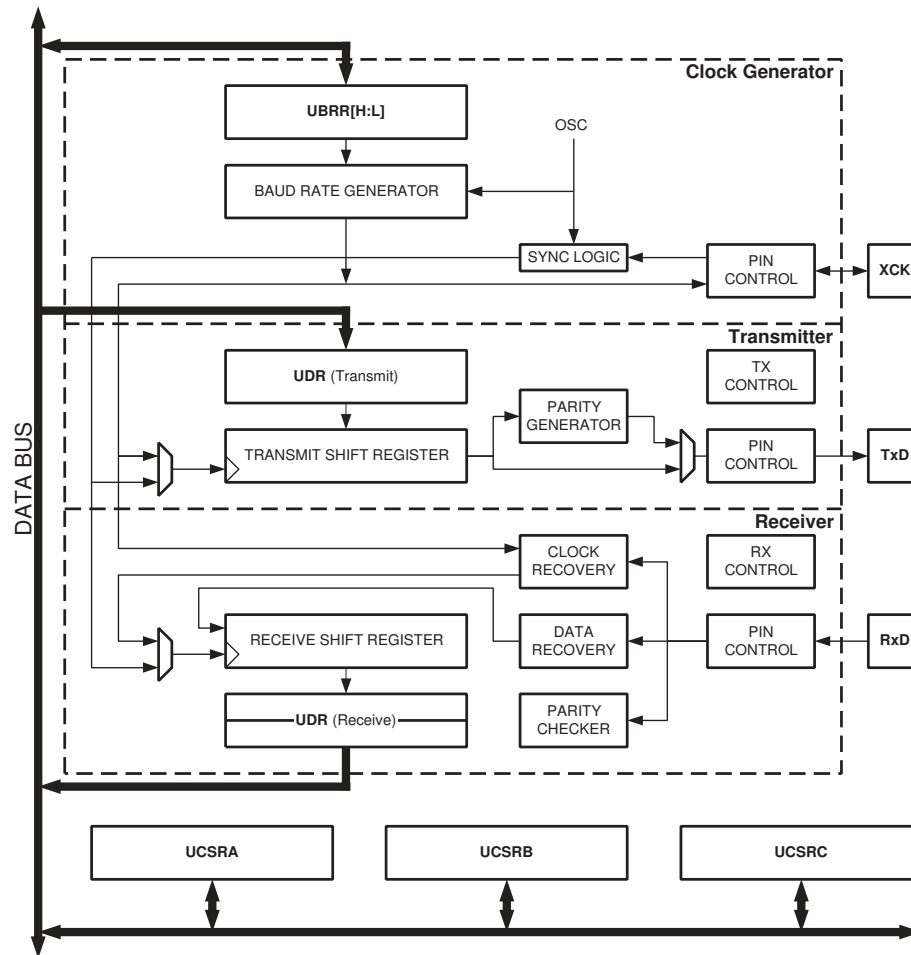 Clock Generator
UBRR[H:L]
OSC
BAUD RATE GENERATOR
SYNC LOGIC
PIN
CONTROL
XCK
Transmitter
UDR (Transmit)
TX
CONTROL
PARITY
GENERATOR
TRANSMIT SHIFT REGISTER
PIN
CONTROL
TxD
DATA BUS
Receiver
CLOCK
RECOVERY
RX
CONTROL
RECEIVE SHIFT REGISTER
DATA
RECOVERY
PIN
CONTROL
RxD
UDR (Receive)
PARITY
CHECKER
UCSRA
UCSRB
UCSRC